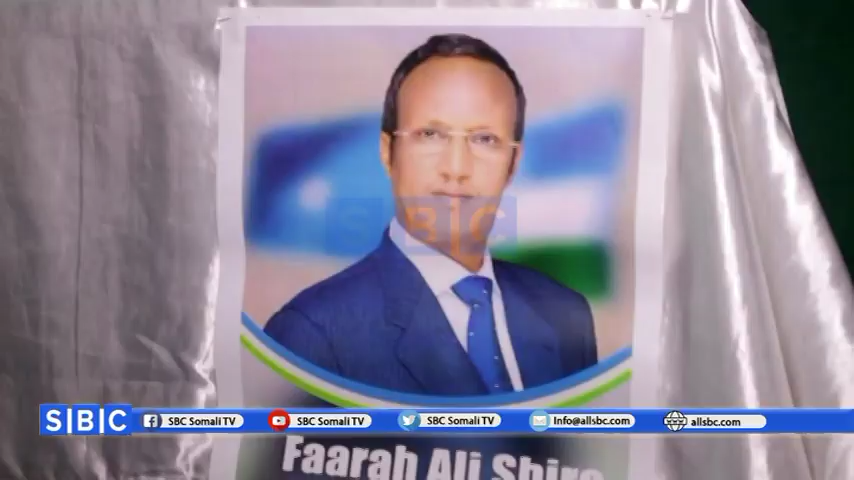 SBC
SBC SBC Somali TV SBC Somali TV SBC Somali TV Info@allsbc.com allsbc.com
Faarah Ali Shire